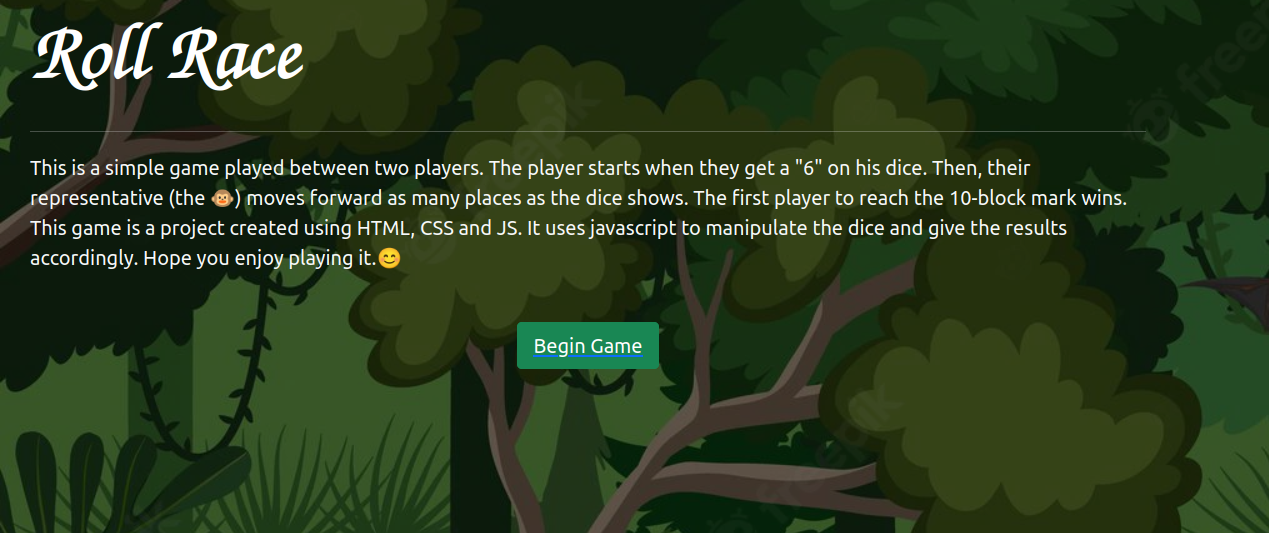 Roll Race
This is a simple game played between two players. The player starts when they get a "6" on his dice. Then, their
representative (the 🐵) moves forward as many places as the dice shows. The first player to reach the 10-block mark wins.
This game is a project created using HTML, CSS and JS. It uses javascript to manipulate the dice and give the results
accordingly. Hope you enjoy playing it.😊
Begin Game
freepik